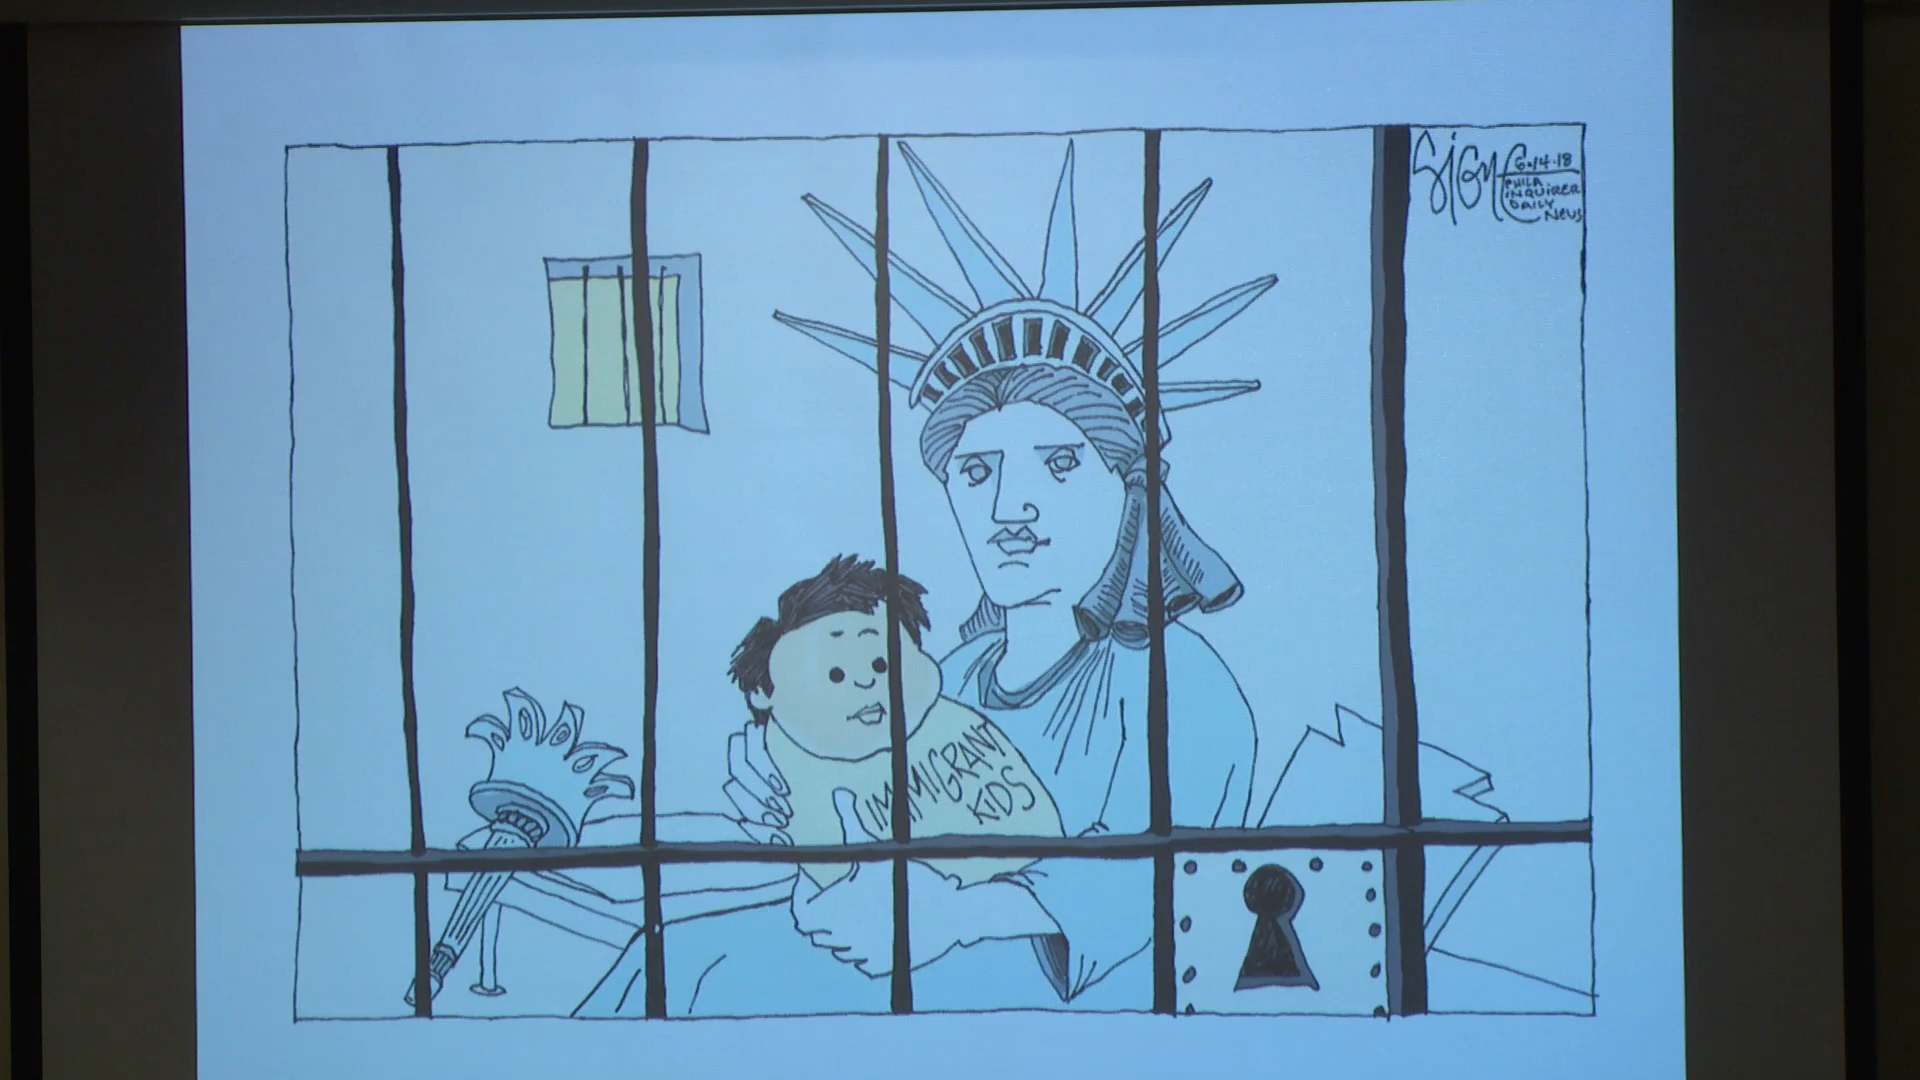 SIGNE
6.14.18
PHILA
INQUIRER
DAILY
NEWS
IMMIGRANT
KIDS